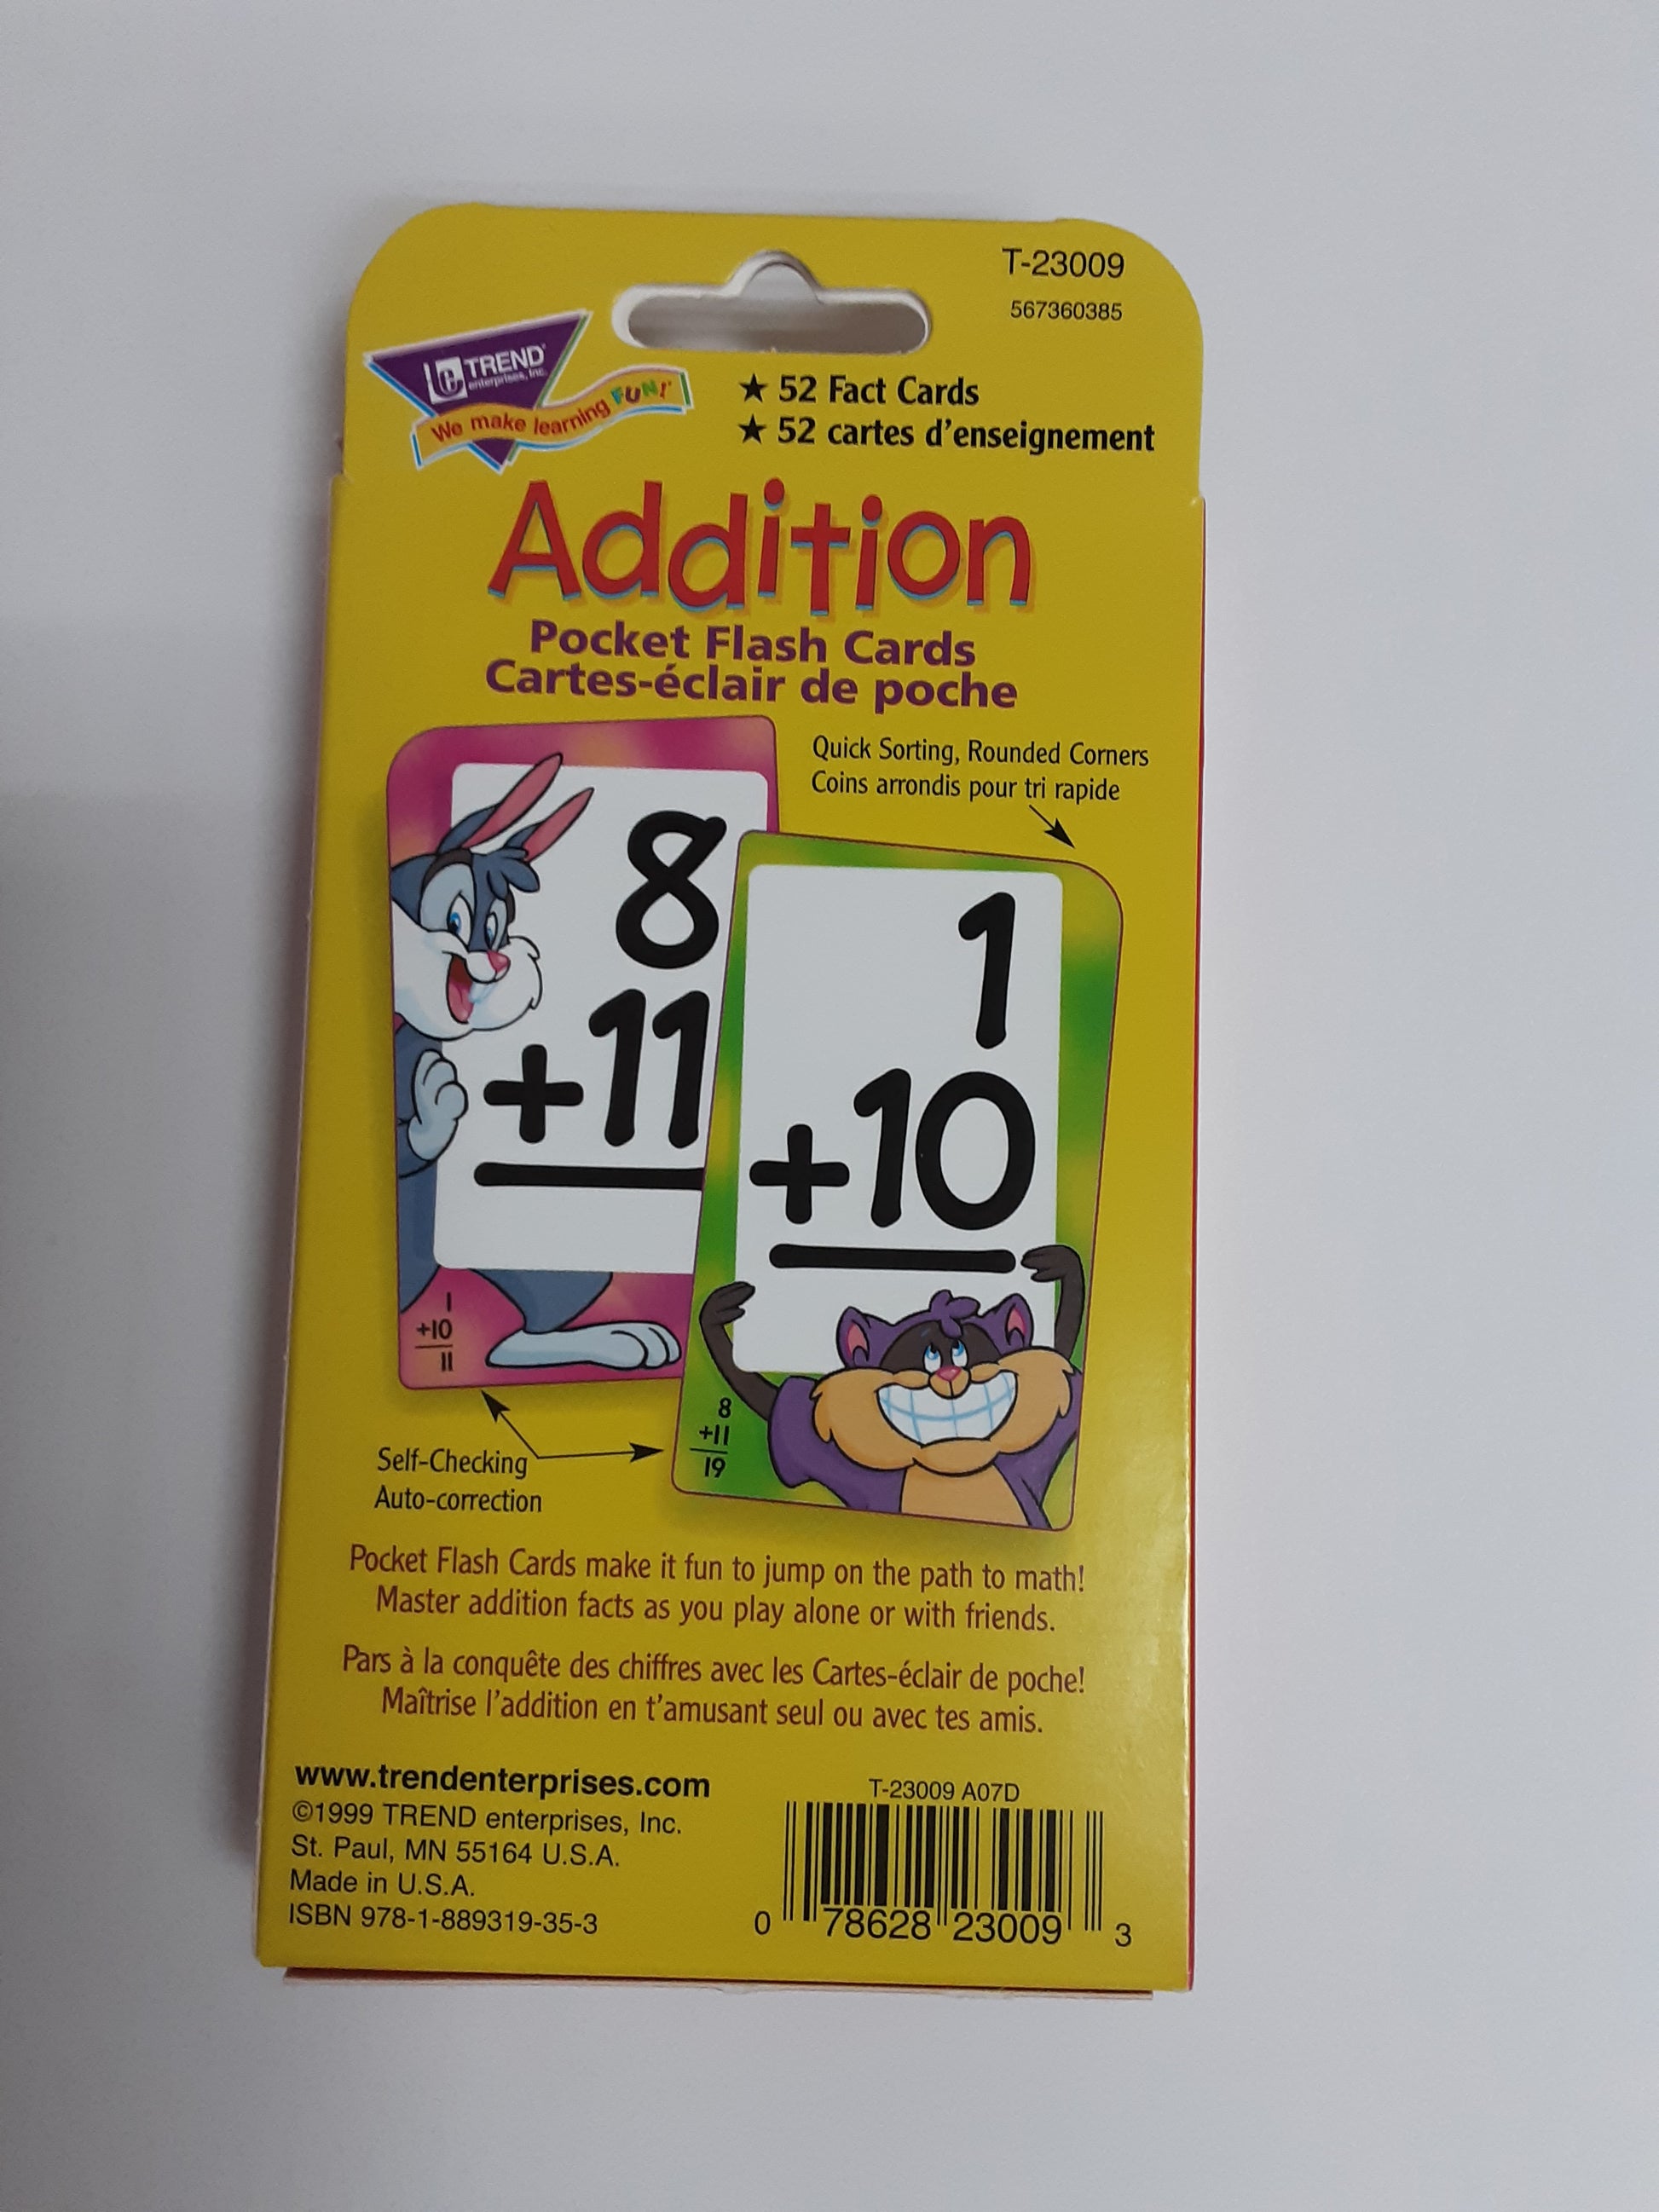 T-23009
567360385
TREND
enterprises, Inc.
We make learning FUN!
★ 52 Fact Cards
★ 52 cartes d'enseignement
Addition
Pocket Flash Cards
Cartes-éclair de poche
Quick Sorting, Rounded Corners
Coins arrondis pour tri rapide
8
+11
1
+10
1
+10
11
8
+11
19
Self-Checking
Auto-correction
Pocket Flash Cards make it fun to jump on the path to math!
Master addition facts as you play alone or with friends.
Pars à la conquête des chiffres avec les Cartes-éclair de poche!
Maîtrise l'addition en t'amusant seul ou avec tes amis.
www.trendenterprises.com
©1999 TREND enterprises, Inc.
St. Paul, MN 55164 U.S.A.
Made in U.S.A.
ISBN 978-1-889319-35-3
T-23009 A07D
0 78628 23009 3